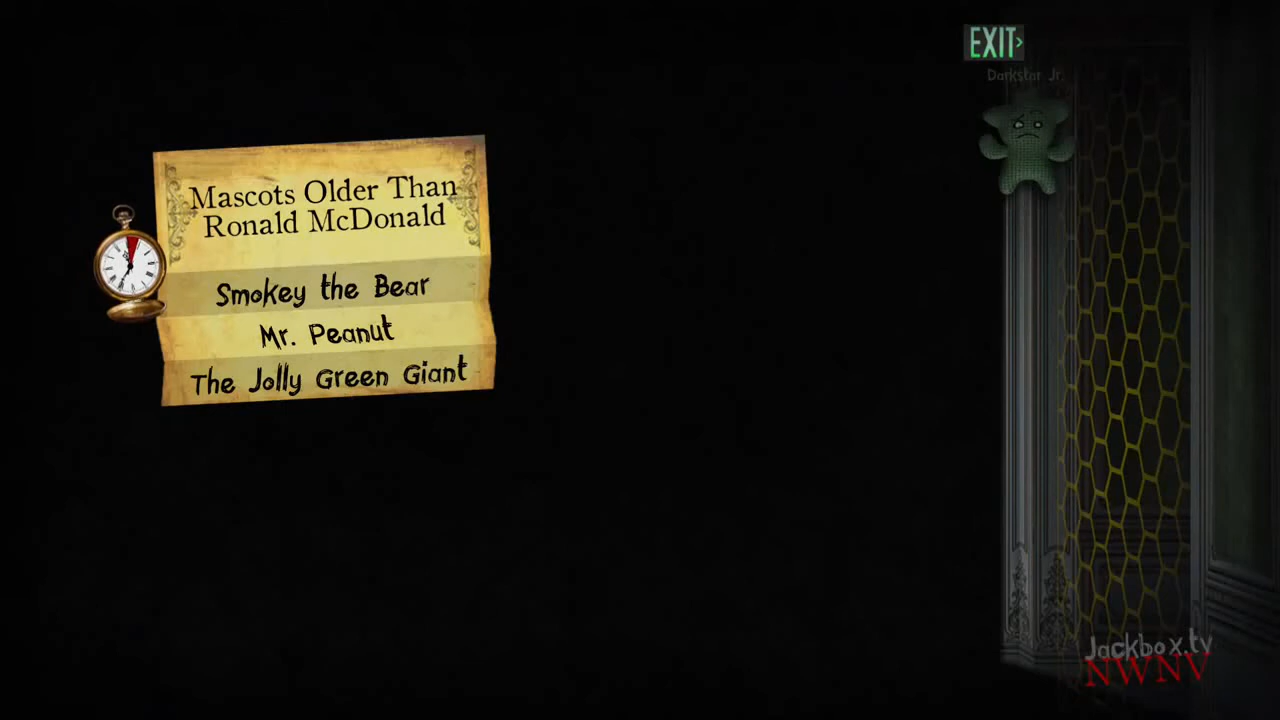 EXIT>
Darkstar Jr.
Mascots Older Than
Ronald McDonald
Smokey the Bear
Mr. Peanut
The Jolly Green Giant
Jackbox.tv
NWNV